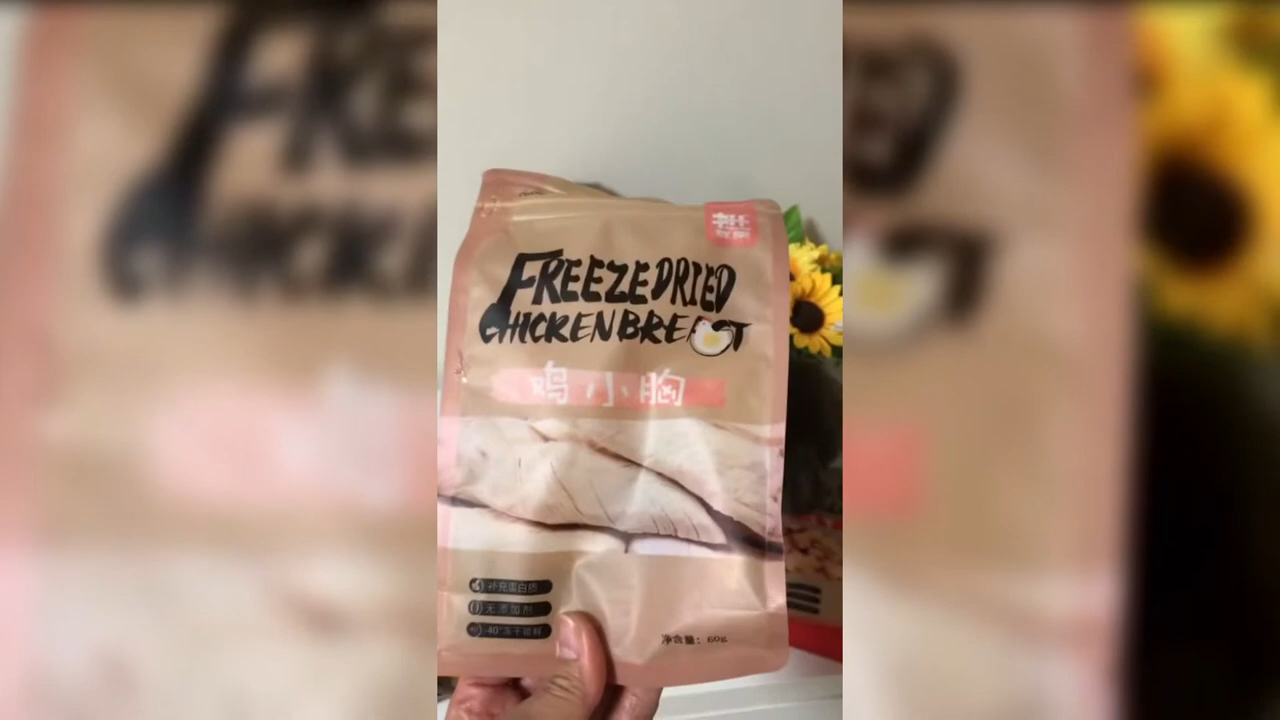 FREEZE DRIED
CHICKEN BREAST
鸡小胸
补充蛋白质
无添加剂
-40°冻干锁鲜
净含量: 60g